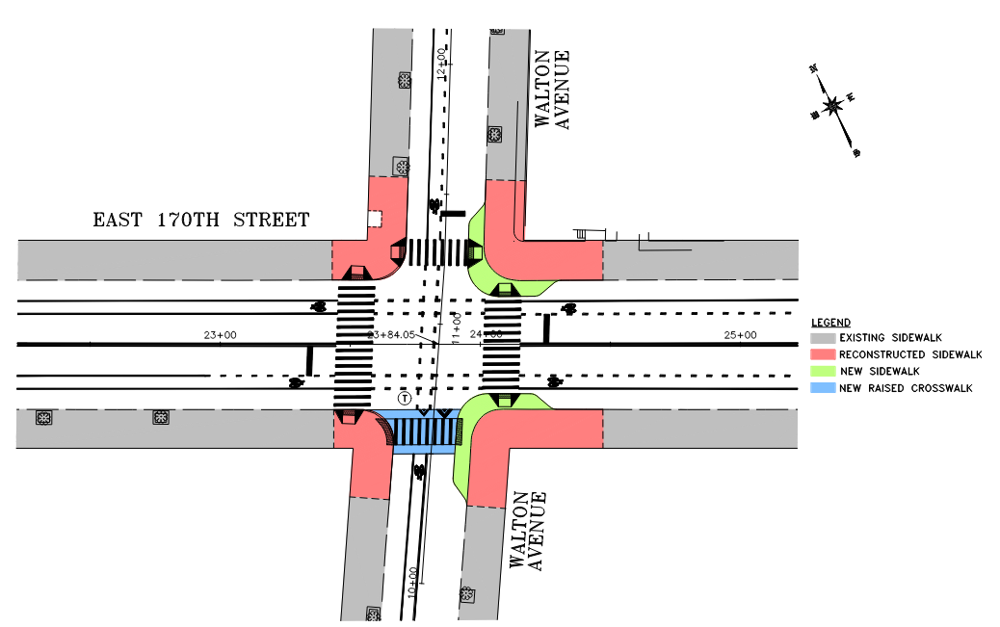 12+00
WALTON
AVENUE
N
E
W
S
EAST 170TH STREET
23+00
23+84.05
11+00
24+00
25+00
LEGEND
EXISTING SIDEWALK
RECONSTRUCTED SIDEWALK
NEW SIDEWALK
NEW RAISED CROSSWALK
T
WALTON
AVENUE
10+00